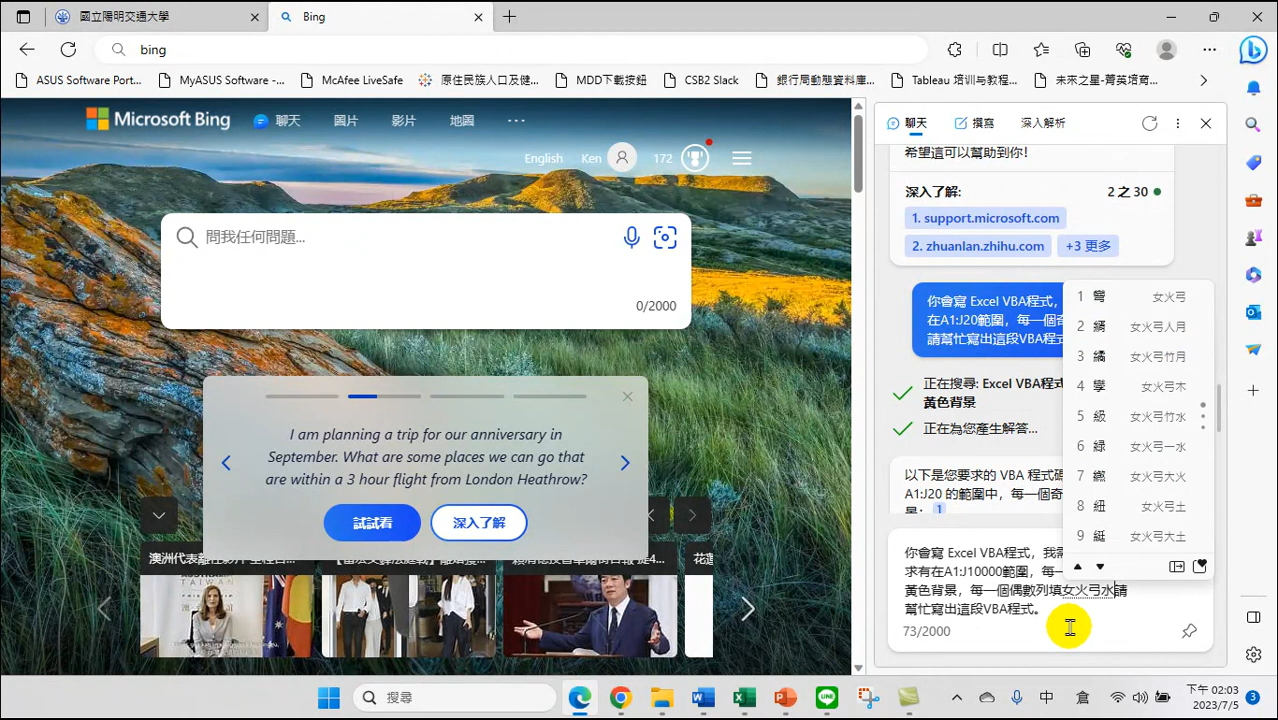 國立陽明交通大學
Bing
bing
ASUS Software Port...
MyASUS Software -...
McAfee LiveSafe
原住民族人口及健...
MDD下載按鈕
CSB2 Slack
銀行局動態資料庫...
Tableau 培训与教程...
未來之星-菁英培育...
Microsoft Bing
聊天
圖片
影片
地圖
English
Ken
172
問我任何問題...
0/2000
I am planning a trip for our anniversary in
September. What are some places we can go that
are within a 3 hour flight from London Heathrow?
試試看
深入了解
花蓮
聊天
撰寫
深入解析
希望這可以幫助到你!
深入了解:
2 之 30
1. support.microsoft.com
2. zhuanlan.zhihu.com
+3 更多
你會寫 Excel VBA程式,
在A1:J20範圍,每一個奇
請幫忙寫出這段VBA程式
正在搜尋: Excel VBA程式
黃色背景
正在為您產生解答...
以下是您要求的 VBA 程式碼
A1:J20 的範圍中,每一個奇
是: 1
1 彎 女火弓
2 女火弓人月
3 繘 女火弓竹月
4 女火弓木
5 級 女火弓竹水
6 綠 女火弓一水
7 女火弓大火
8 紐 女火弓土
9 女火弓大土
你會寫 Excel VBA程式,我需
求有在A1:J10000範圍,每一
黃色背景,每一個偶數列填女火弓水請
幫忙寫出這段VBA程式。
73/2000
搜尋
中
倉
下午 02:03
2023/7/5
3